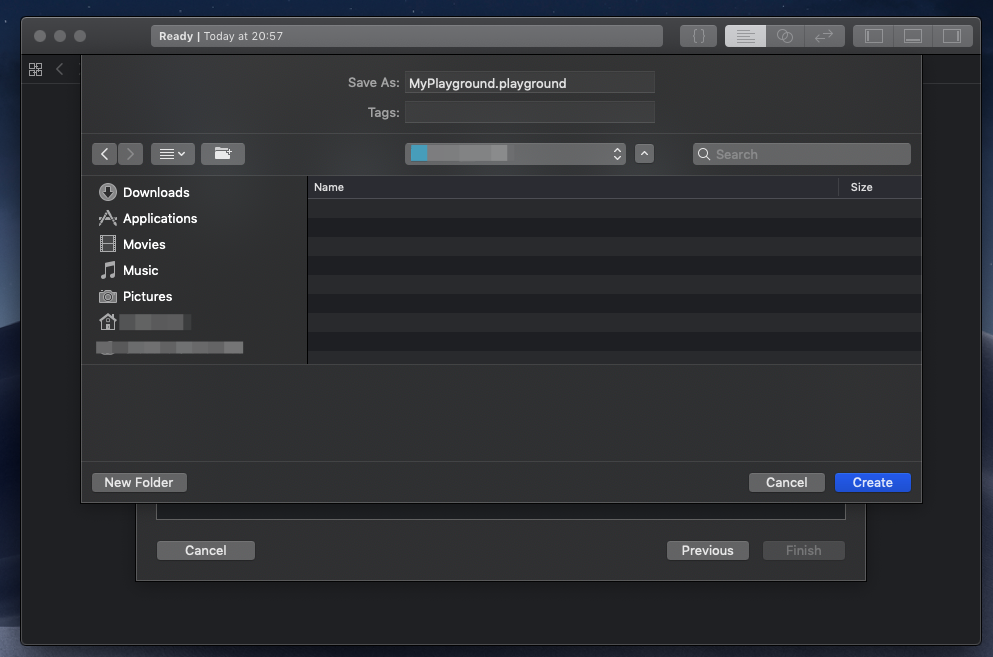 Ready | Today at 20:57
{ }
Save As: MyPlayground.playground
Tags:
Search
Name Size
Downloads
Applications
Movies
Music
Pictures
New Folder Cancel Create
Cancel Previous Finish